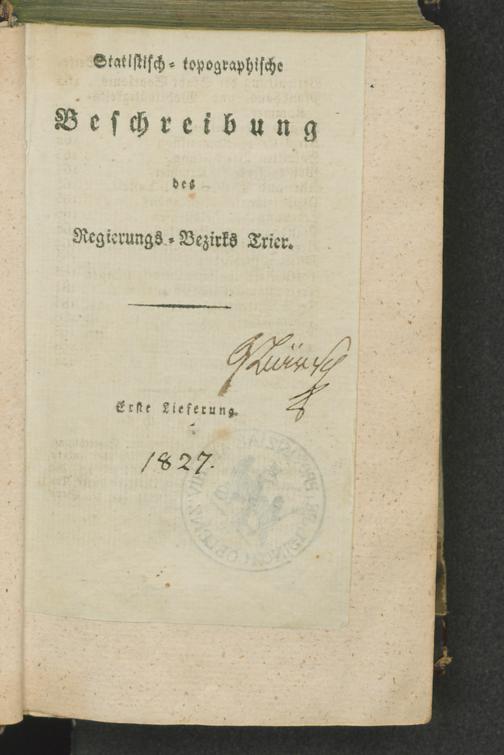 Statistisch-topographische
Beschreibung
des
Regierungs-Bezirks Trier.
Erste Lieferung.
1827.